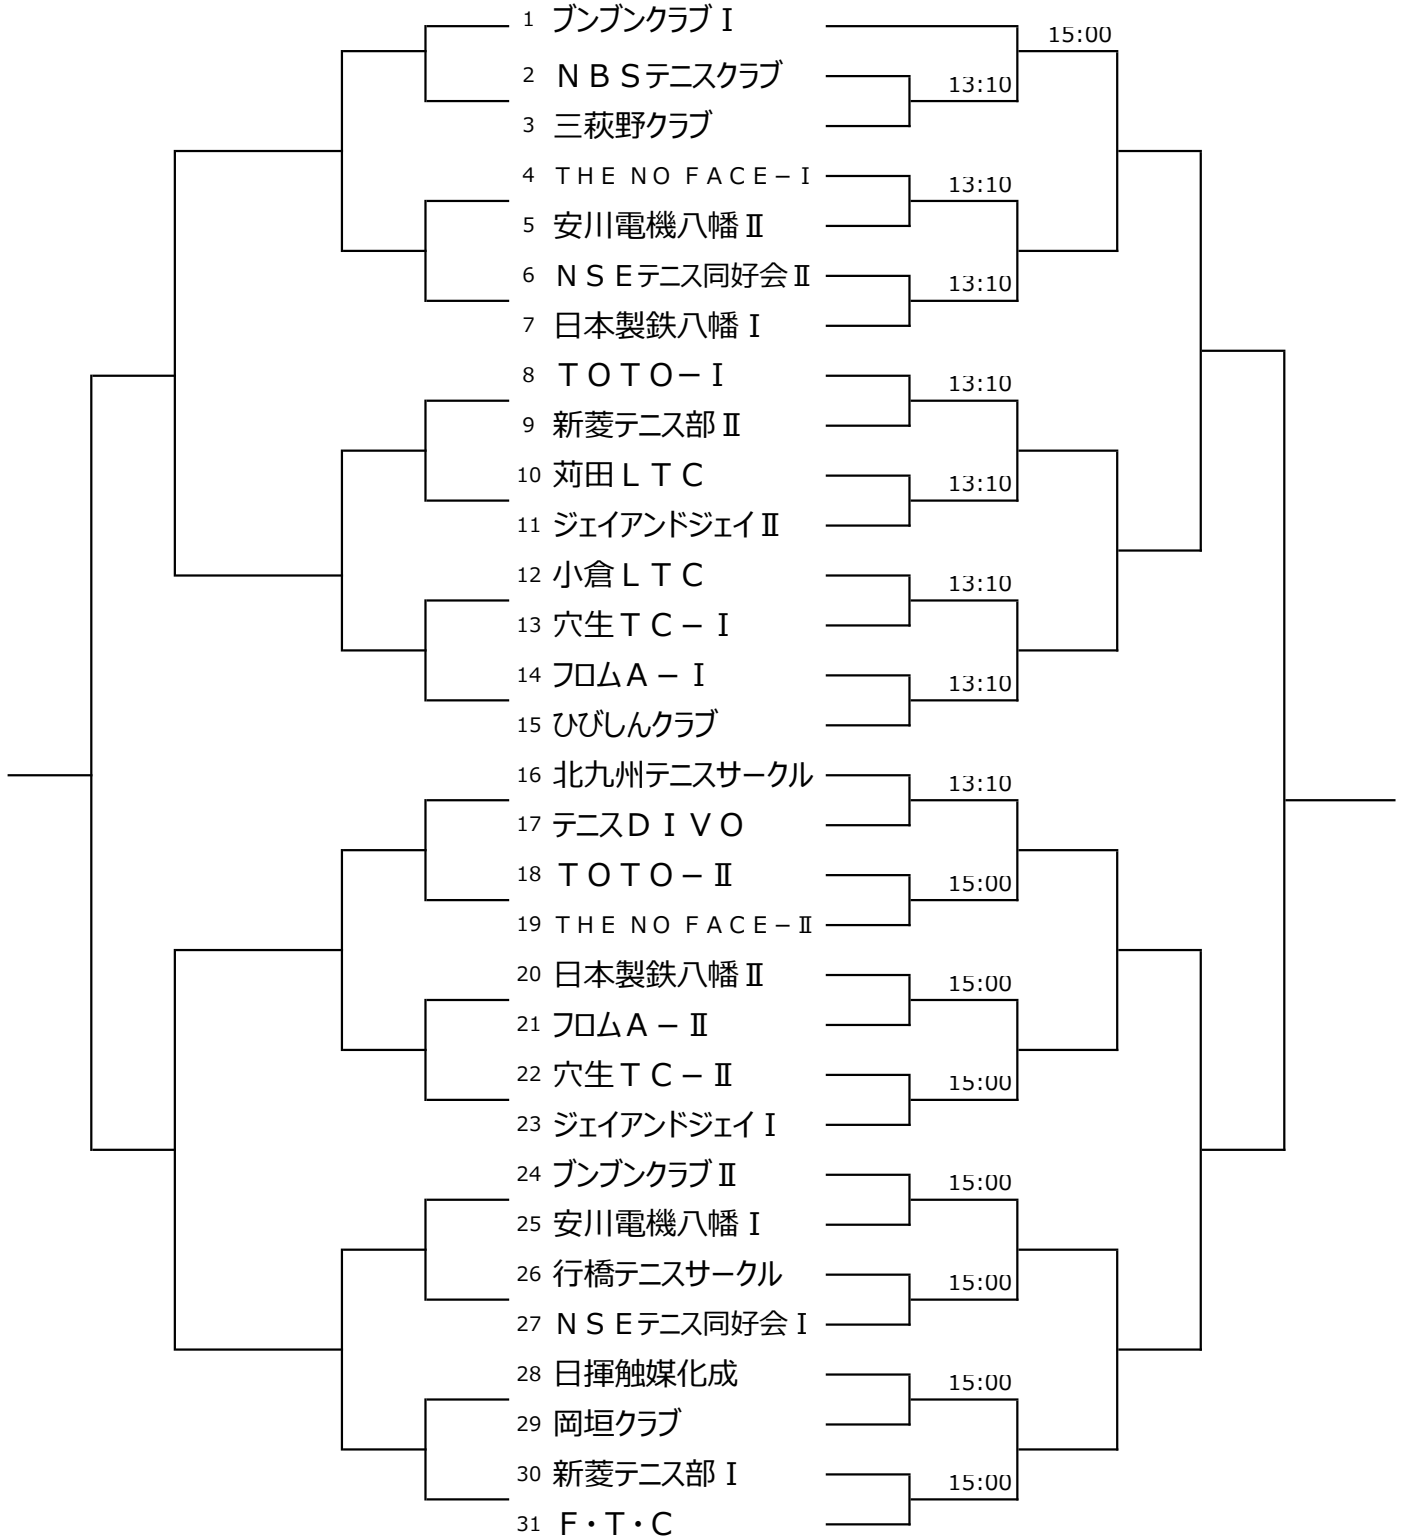 1 ブンブンクラブⅠ
15:00
2 ＮＢＳテニスクラブ
13:10
3 三萩野クラブ
4 ＴＨＥ ＮＯ ＦＡＣＥ－Ⅰ
13:10
5 安川電機八幡Ⅱ
6 ＮＳＥテニス同好会Ⅱ
13:10
7 日本製鉄八幡Ⅰ
8 ＴＯＴＯ－Ⅰ
13:10
9 新菱テニス部Ⅱ
10 苅田ＬＴＣ
13:10
11 ジェイアンドジェイⅡ
12 小倉ＬＴＣ
13:10
13 穴生ＴＣ－Ⅰ
14 フロムＡ－Ⅰ
13:10
15 ひびしんクラブ
16 北九州テニスサークル
13:10
17 テニスＤＩＶＯ
18 ＴＯＴＯ－Ⅱ
15:00
19 ＴＨＥ ＮＯ ＦＡＣＥ－Ⅱ
20 日本製鉄八幡Ⅱ
15:00
21 フロムＡ－Ⅱ
22 穴生ＴＣ－Ⅱ
15:00
23 ジェイアンドジェイⅠ
24 ブンブンクラブⅡ
15:00
25 安川電機八幡Ⅰ
26 行橋テニスサークル
15:00
27 ＮＳＥテニス同好会Ⅰ
28 日揮触媒化成
15:00
29 岡垣クラブ
30 新菱テニス部Ⅰ
15:00
31 Ｆ・Ｔ・Ｃ